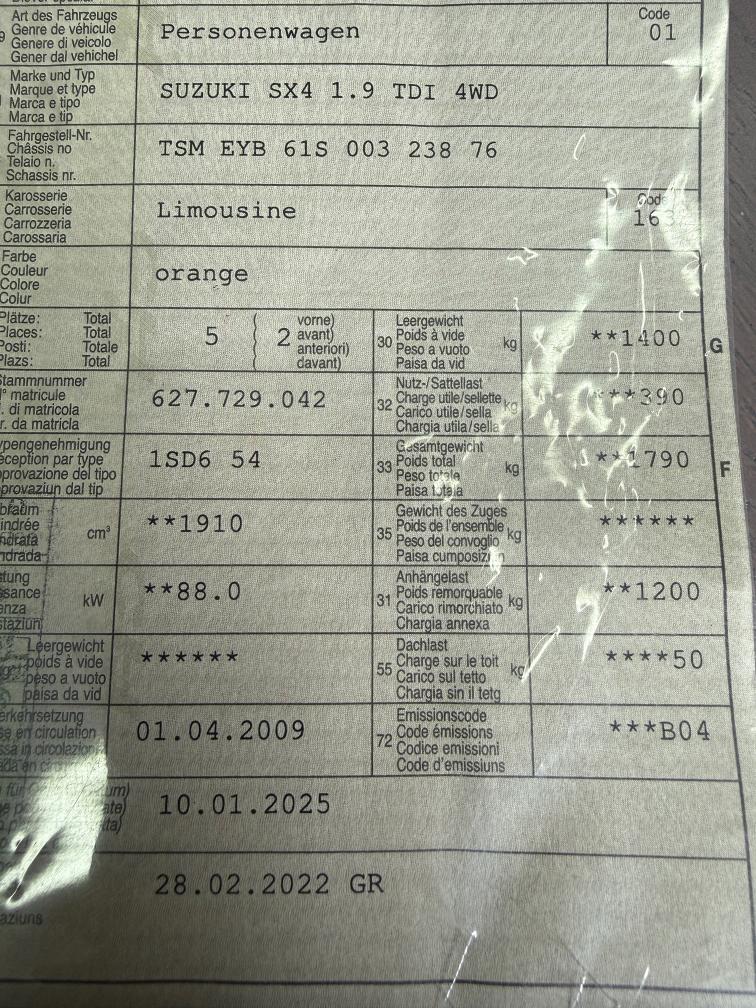 Art des Fahrzeugs
Genre de véhicule
Genere di veicolo
Gener dal vehichel
Personenwagen
Code
01
Marke und Typ
Marque et type
Marca e tipo
Marca e tip
SUZUKI SX4 1.9 TDI 4WD
Fahrgestell-Nr.
Châssis no
Telaio n.
Schassis nr.
TSM EYB 61S 003 238 76
Karosserie
Carrosserie
Carrozzeria
Carossaria
Limousine
16
Farbe
Couleur
Colore
Colur
orange
Plätze: Total
Places: Total
Posti: Totale
Plazs: Total
5 ( 2 vorne)
avant)
anteriori)
davant)
30 Leergewicht
Poids à vide
Peso a vuoto
Paisa da vid
kg
**1400
G
Stammnummer
matricule
di matricola
da matricla
627.729.042
32 Nutz-/Sattellast
Charge utile/sellette
Carico utile/sella
Chargia utila/sella
kg
***390
par type
del tipo
dal tip
1SD6 54
33 Gesamtgewicht
Poids total
Peso totale
Paisa totala
kg
**1790
F
cm³
**1910
35 Gewicht des Zuges
Poids de l'ensemble
Peso del convoglio
Paisa
kg
******
kW
**88.0
31 Anhängelast
Poids remorquable
Carico rimorchiato
Chargia annexa
kg
**1200
Leergewicht
poids à vide
peso a vuoto
paisa da vid
******
55 Dachlast
Charge sur le toit
Carico sul tetto
Chargia sin il tetg
kg
****50
en circulation
in
01.04.2009
72 Emissionscode
Code émissions
Codice emissioni
Code d'emissiuns
***B04
10.01.2025
28.02.2022 GR